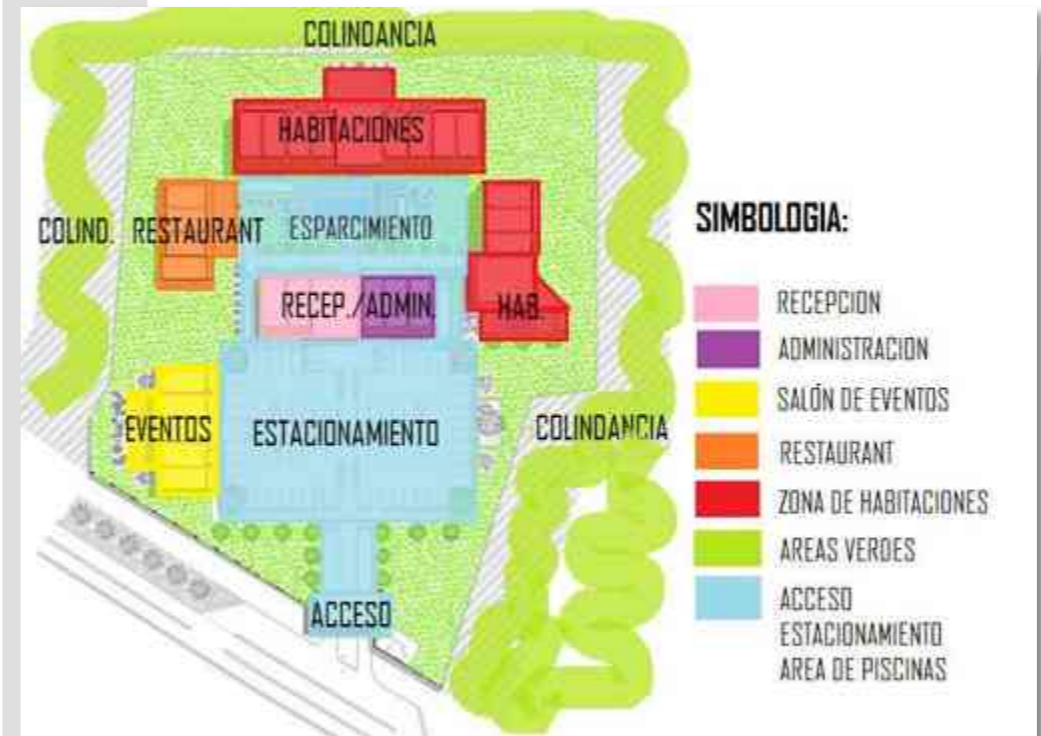 COLINDANCIA
HABITACIONES
COLIND.
RESTAURANT
ESPARCIMIENTO
RECEP./ADMIN.
HAB.
EVENTOS
ESTACIONAMIENTO
COLINDANCIA
ACCESO
SIMBOLOGIA:
RECEPCION
ADMINISTRACION
SALÓN DE EVENTOS
RESTAURANT
ZONA DE HABITACIONES
AREAS VERDES
ACCESO
ESTACIONAMIENTO
AREA DE PISCINAS